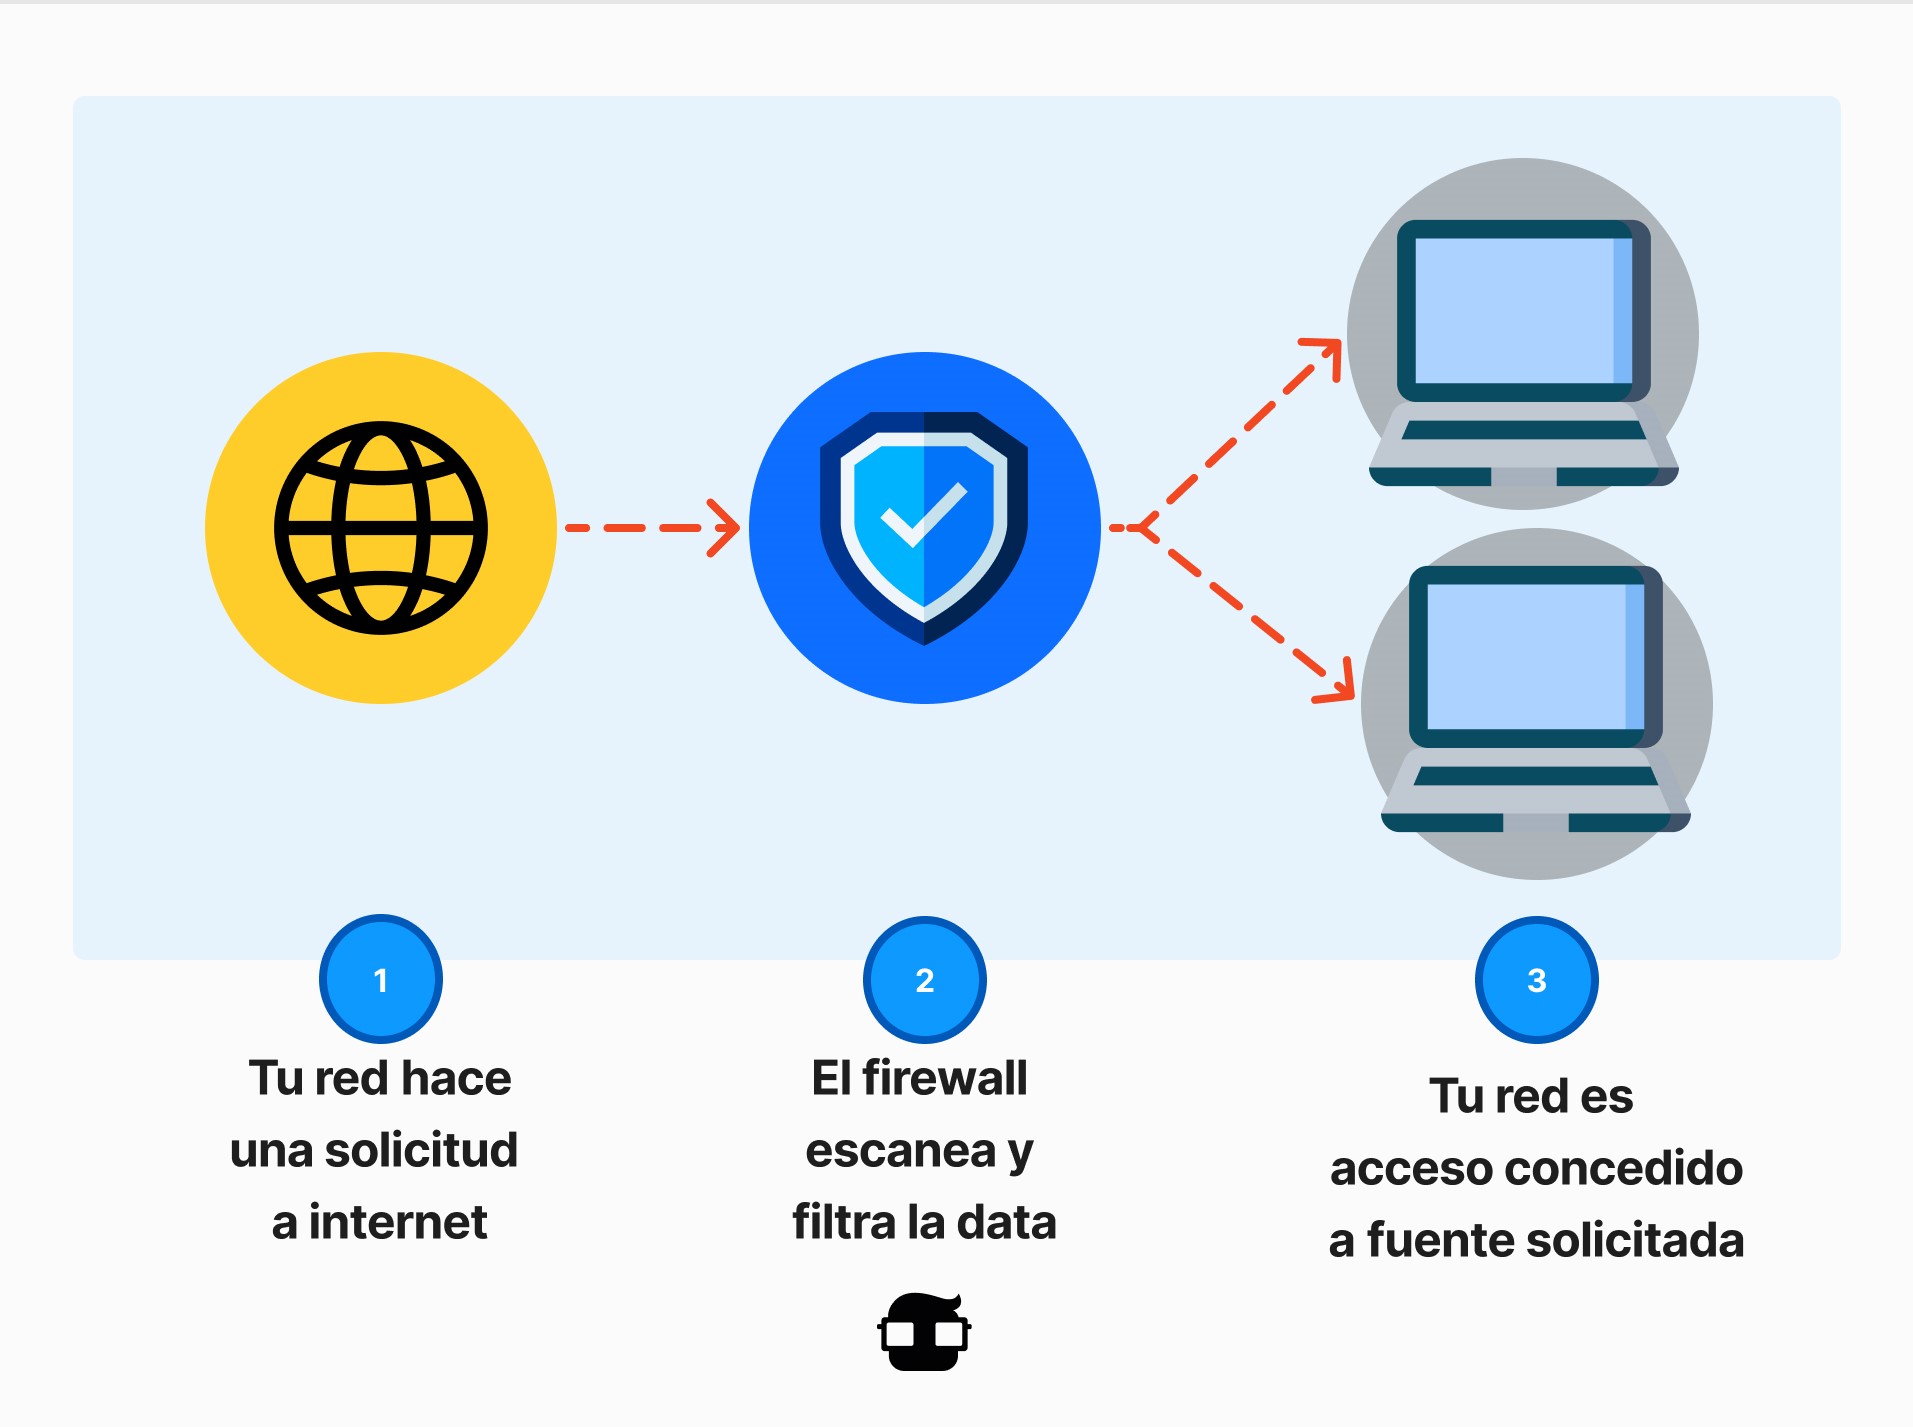 1
Tu red hace
una solicitud
a internet
2
El firewall
escanea y
filtra la data
3
Tu red es
acceso concedido
a fuente solicitada